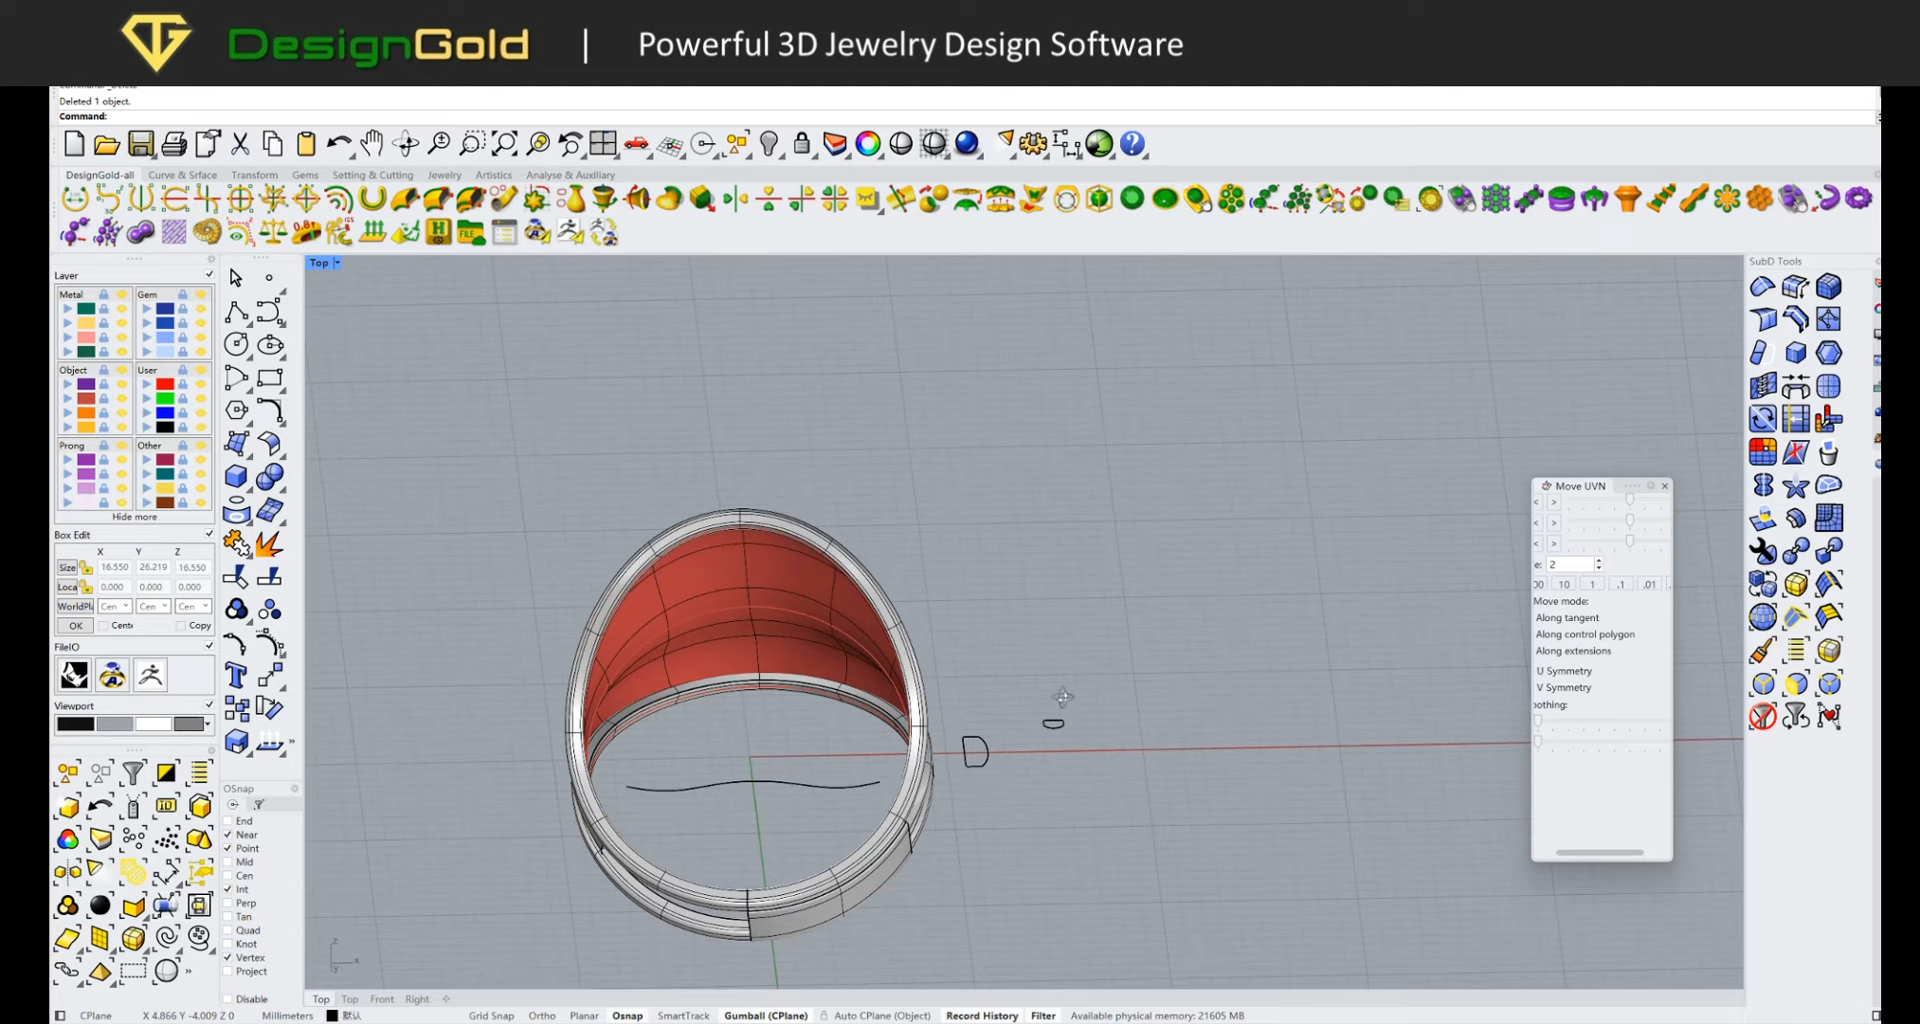 DesignGold | Powerful 3D Jewelry Design Software
Deleted 1 object.
Command:
DesignGold-all Curve & Srface Transform Gems Setting & Cutting Jewelry Artistics Analyse & Auxiliary
Top
SubD Tools
Layer
Metal Gem
Object User
Prong Other
Hide more
Box Edit
X Y Z
Size 16.550 26.219 16.550
Loca 0.000 0.000 0.000
WorldPl Cen Cen Cen
OK Cente Copy
FileIO
Viewport
OSnap
End
Near
Point
Mid
Cen
Int
Perp
Tan
Quad
Knot
Vertex
Project
Disable
Move UVN
e: 2
00 10 1 .1 .01
Move mode:
Along tangent
Along control polygon
Along extensions
U Symmetry
V Symmetry
oothing:
z
y x
Top Top Front Right
CPlane X 4.866 Y -4.009 Z 0 Millimeters 默认 Grid Snap Ortho Planar Osnap SmartTrack Gumball (CPlane) Auto CPlane (Object) Record History Filter Available physical memory: 21605 MB